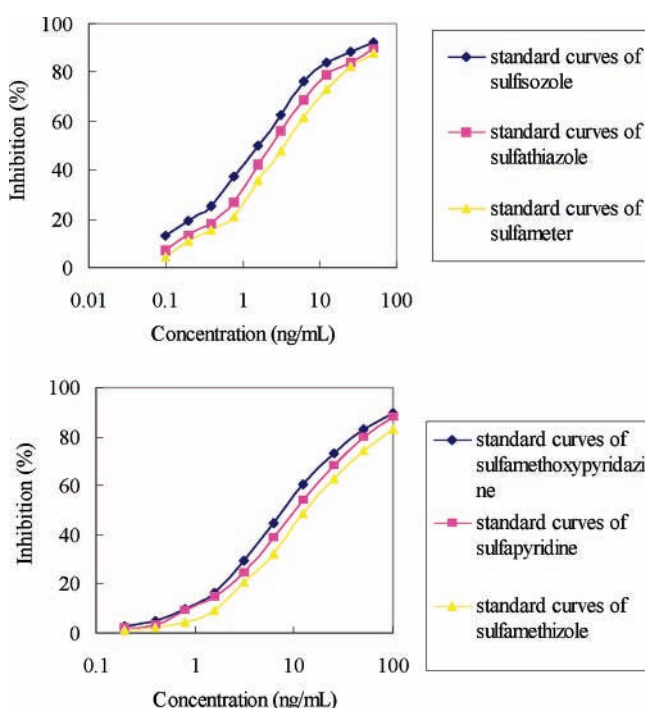 Inhibition (%)
100
80
60
40
20
0
0.01 0.1 1 10 100
Concentration (ng/mL)
standard curves of
sulfisozole
standard curves of
sulfathiazole
standard curves of
sulfameter
Inhibition (%)
100
80
60
40
20
0
0.1 1 10 100
Concentration (ng/mL)
standard curves of
sulfamethoxypyridazi
ne
standard curves of
sulfapyridine
standard curves of
sulfamethizole